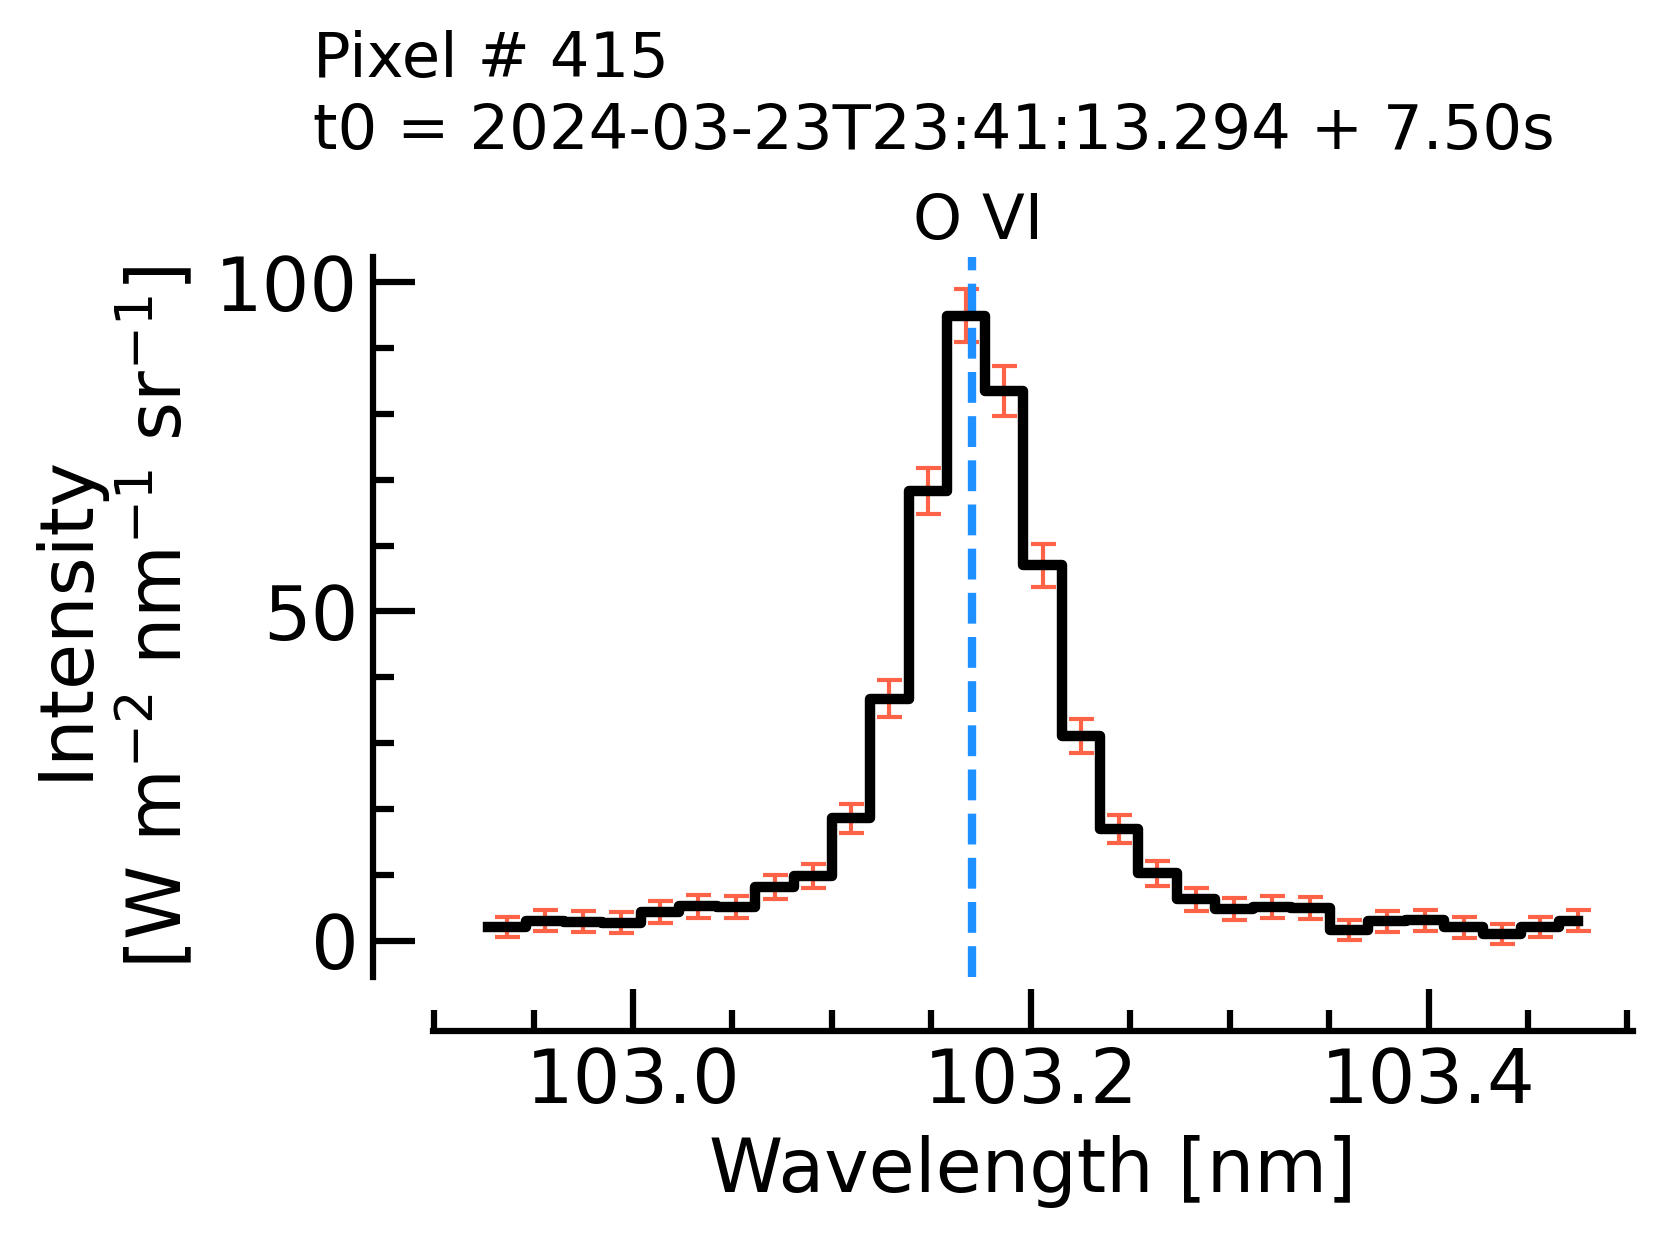 Pixel # 415
t0 = 2024-03-23T23:41:13.294 + 7.50s
O VI
Intensity
[W m⁻² nm⁻¹ sr⁻¹]
100
50
0
103.0 103.2 103.4
Wavelength [nm]